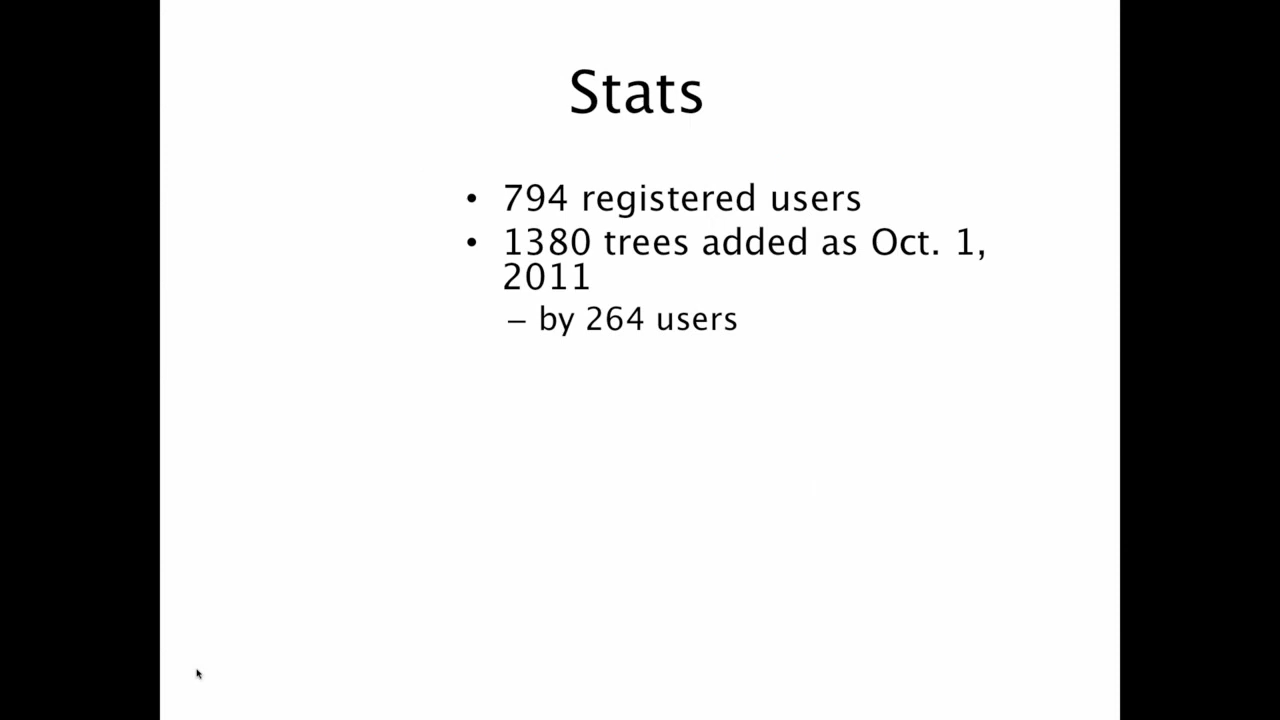 Stats
• 794 registered users
• 1380 trees added as Oct. 1,
2011
– by 264 users